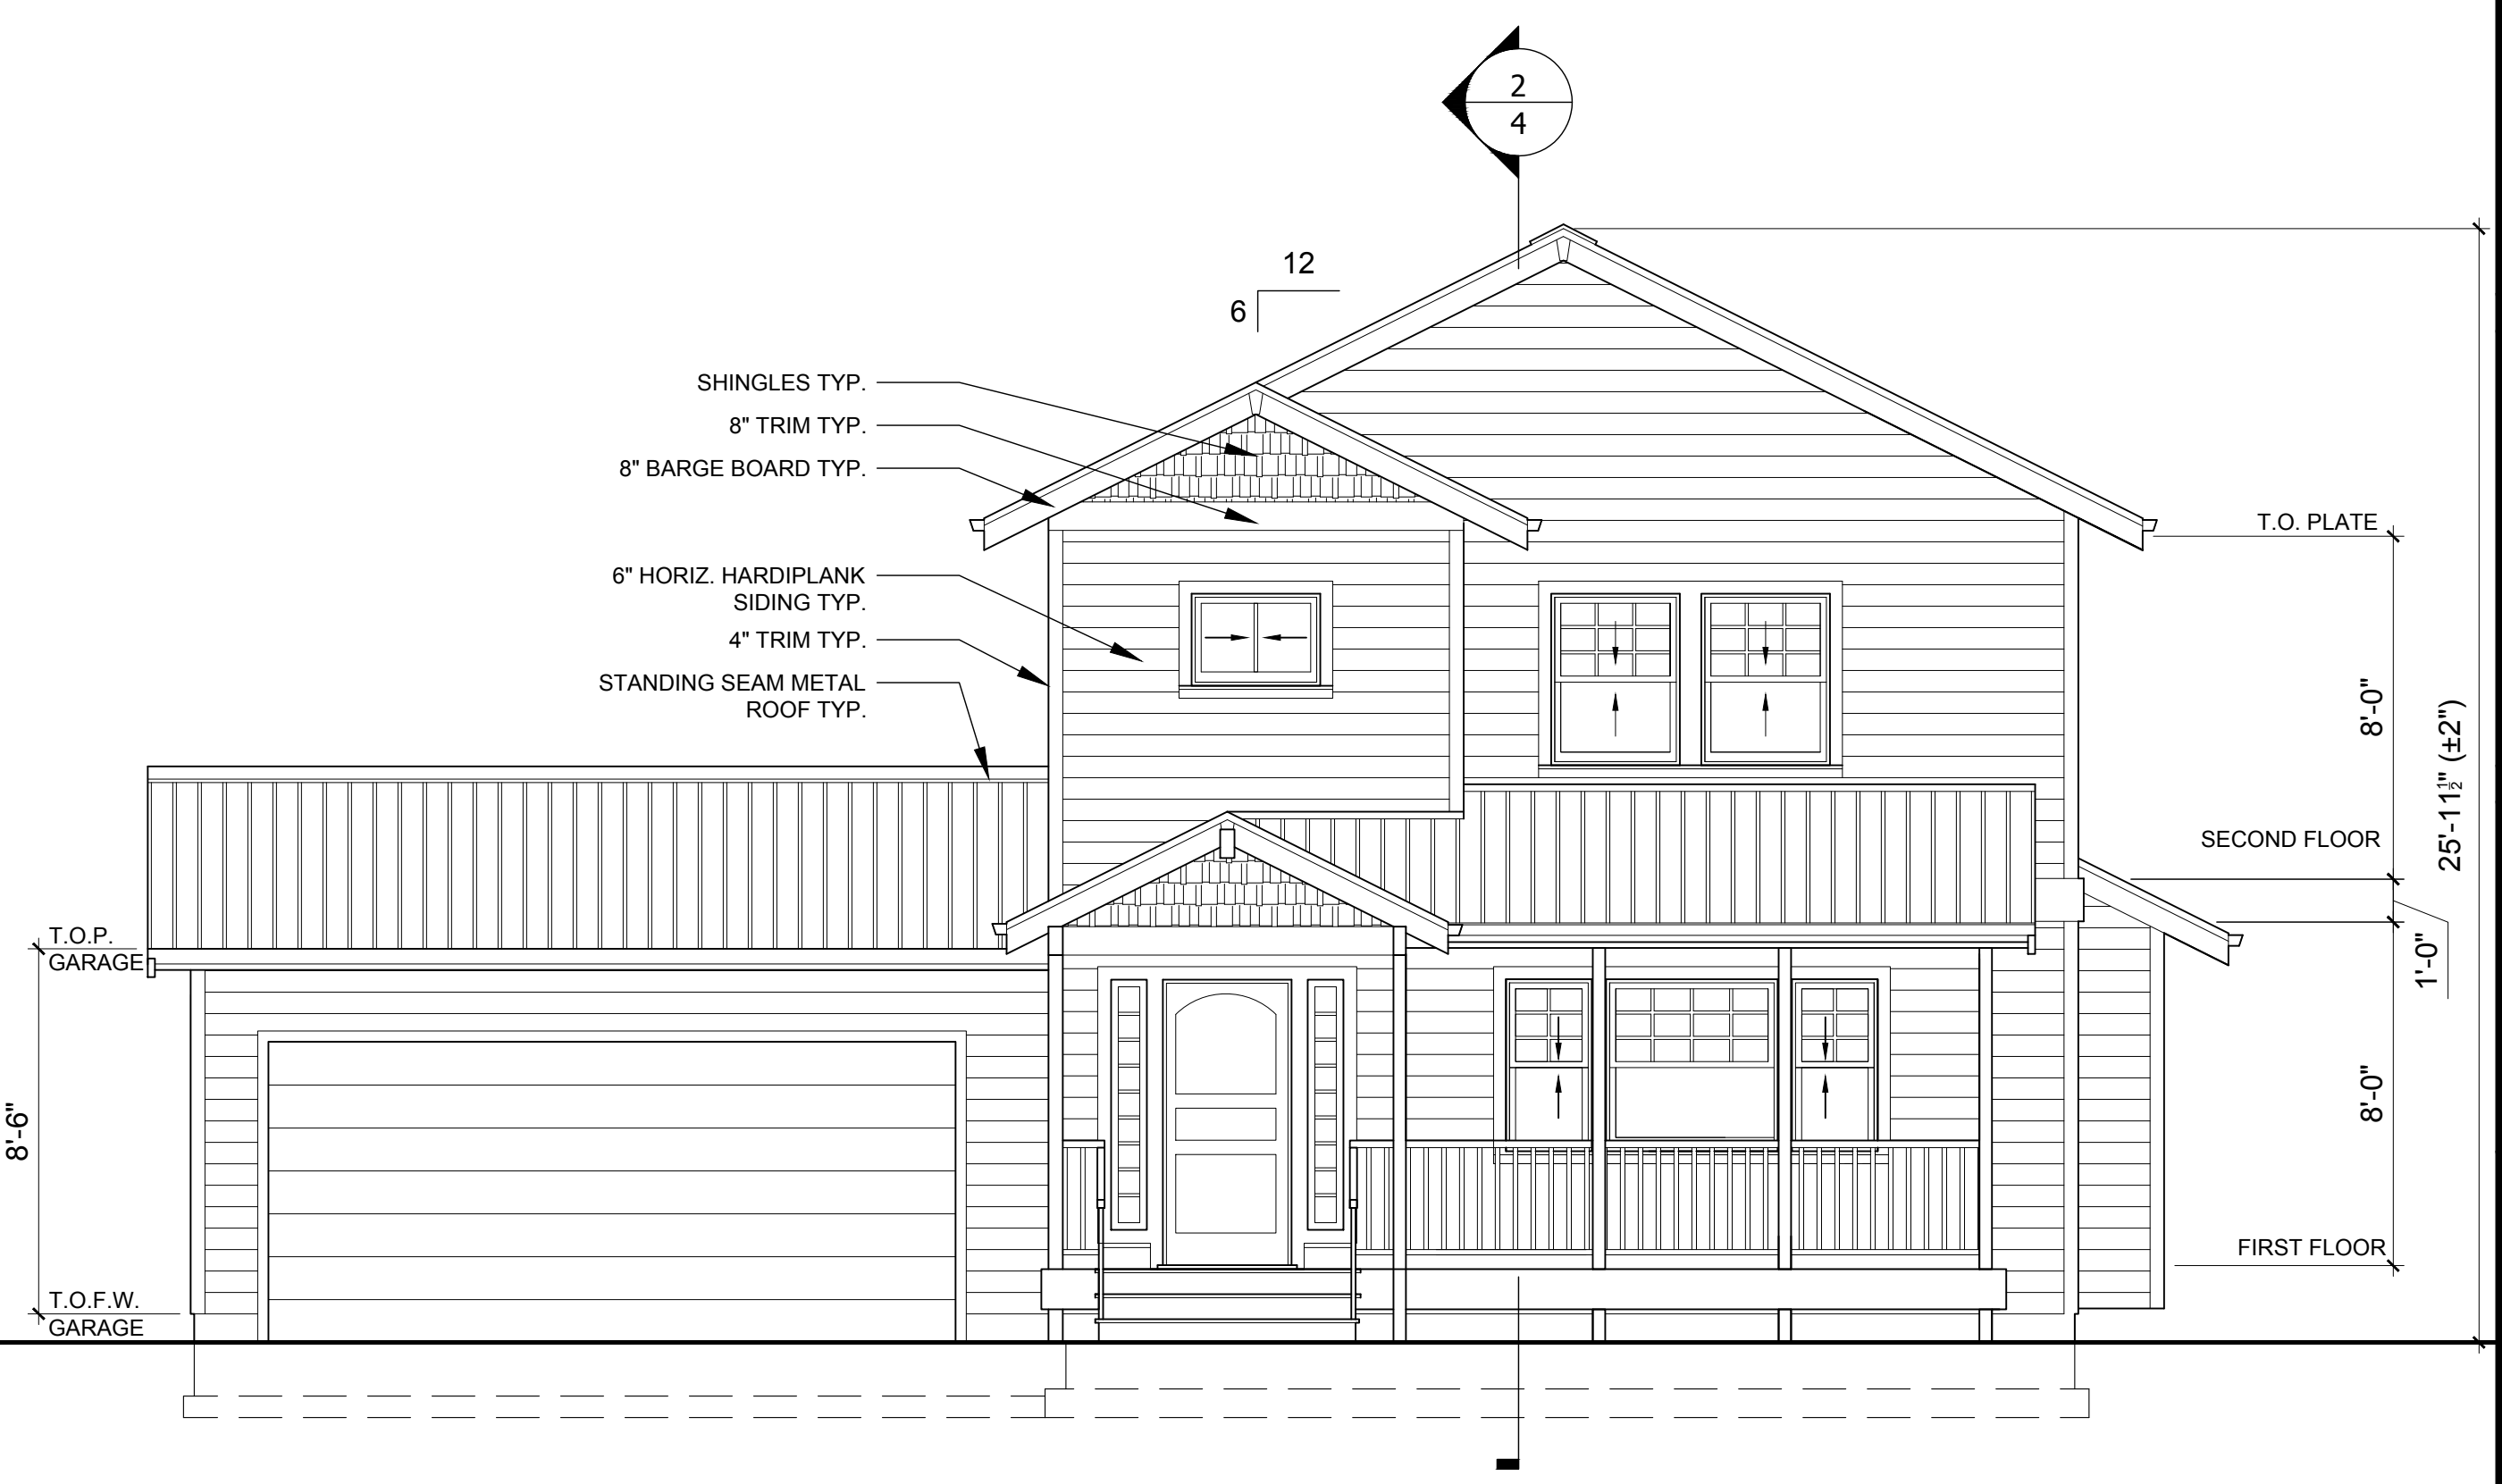 2
4
12
6
SHINGLES TYP.
8" TRIM TYP.
8" BARGE BOARD TYP.
6" HORIZ. HARDIPLANK
SIDING TYP.
4" TRIM TYP.
STANDING SEAM METAL
ROOF TYP.
T.O.P.
GARAGE
8'-6"
T.O.F.W.
GARAGE
T.O. PLATE
8'-0"
25'-11½" (±2")
SECOND FLOOR
1'-0"
8'-0"
FIRST FLOOR